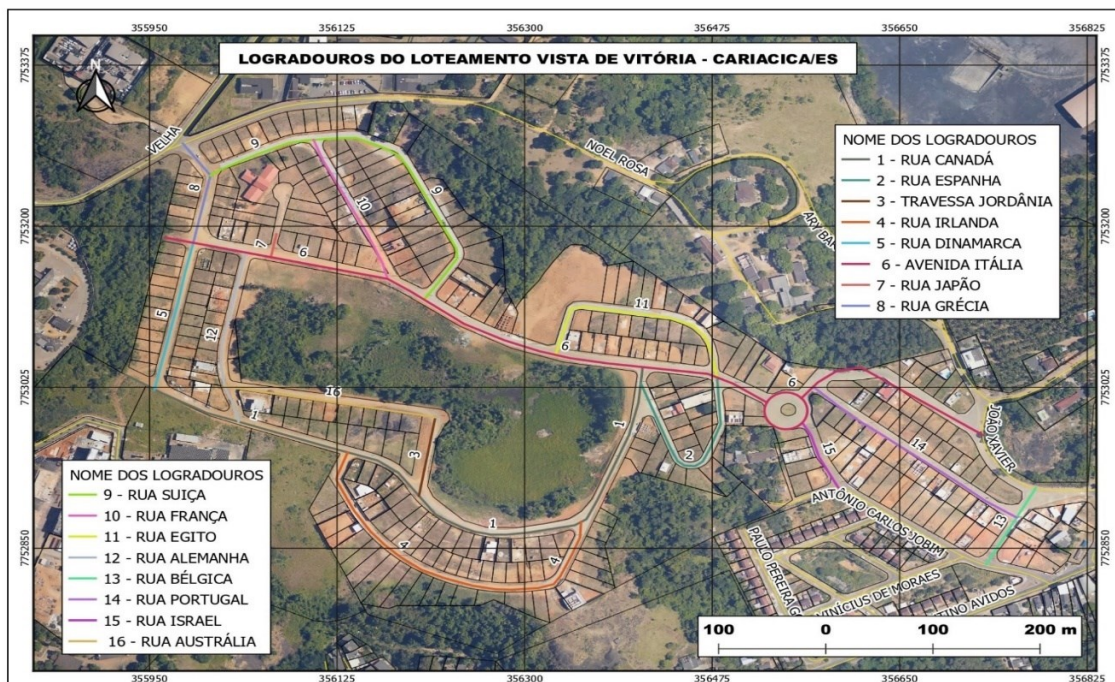 355950 356125 356300 356475 356650 356825
LOGRADOUROS DO LOTEAMENTO VISTA DE VITÓRIA - CARIACICA/ES
7753375
7753375
N
VELHA
NOEL ROSA
NOME DOS LOGRADOUROS
1 - RUA CANADÁ
2 - RUA ESPANHA
3 - TRAVESSA JORDÂNIA
4 - RUA IRLANDA
5 - RUA DINAMARCA
6 - AVENIDA ITÁLIA
7 - RUA JAPÃO
8 - RUA GRÉCIA
9
9
8
10
7753200
7753200
ARY BAR
7
6
11
5
12
6
6
7753025
7753025
16
1
1
JOÃO XAVIER
3
2
15
14
NOME DOS LOGRADOUROS
9 - RUA SUIÇA
10 - RUA FRANÇA
11 - RUA EGITO
12 - RUA ALEMANHA
13 - RUA BÉLGICA
14 - RUA PORTUGAL
15 - RUA ISRAEL
16 - RUA AUSTRÁLIA
ANTÔNIO CARLOS JOBIM
1
13
4
4
7752850
7752850
PAULO PEREIRA G
VINÍCIUS DE MORAES
TINO AVIDOS
100 0 100 200 m
355950 356125 356300 356475 356650 356825